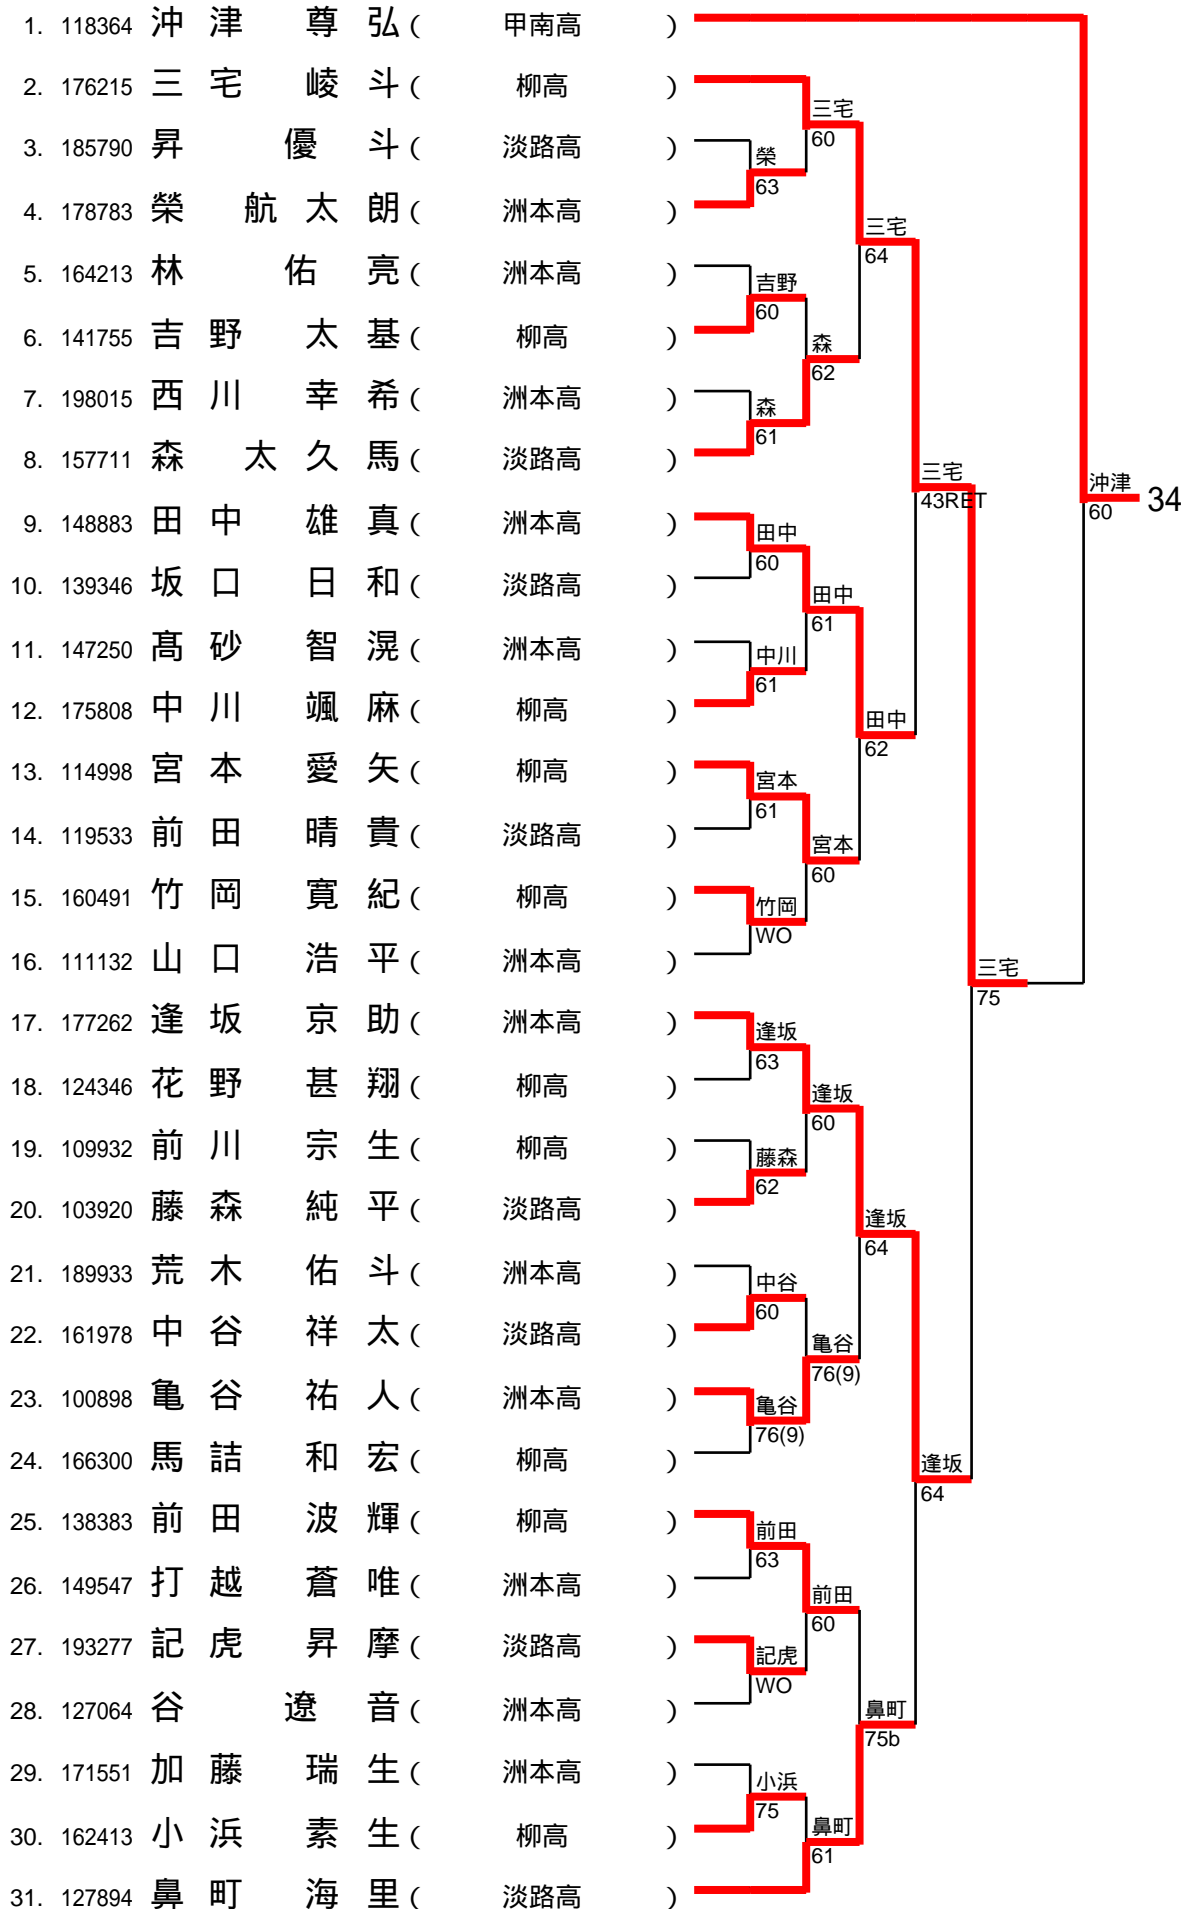 1. 118364 沖 津 尊 弘 ( 甲南高 )
2. 176215 三 宅 崚 斗 ( 柳高 )
三宅
60
3. 185790 昇 優 斗 ( 淡路高 )
榮
63
4. 178783 榮 航 太 朗 ( 洲本高 )
三宅
64
5. 164213 林 佑 亮 ( 洲本高 )
吉野
60
6. 141755 吉 野 太 基 ( 柳高 )
森
62
7. 198015 西 川 幸 希 ( 洲本高 )
森
61
8. 157711 森 太 久 馬 ( 淡路高 )
三宅
43RET
沖津
60
34
9. 148883 田 中 雄 真 ( 洲本高 )
田中
60
10. 139346 坂 口 日 和 ( 淡路高 )
田中
61
11. 147250 髙 砂 智 滉 ( 洲本高 )
中川
61
12. 175808 中 川 颯 麻 ( 柳高 )
田中
62
13. 114998 宮 本 愛 矢 ( 柳高 )
宮本
61
14. 119533 前 田 晴 貴 ( 淡路高 )
宮本
60
15. 160491 竹 岡 寛 紀 ( 柳高 )
竹岡
WO
16. 111132 山 口 浩 平 ( 洲本高 )
三宅
75
17. 177262 逢 坂 京 助 ( 洲本高 )
逢坂
63
18. 124346 花 野 甚 翔 ( 柳高 )
逢坂
60
19. 109932 前 川 宗 生 ( 柳高 )
藤森
62
20. 103920 藤 森 純 平 ( 淡路高 )
逢坂
64
21. 189933 荒 木 佑 斗 ( 洲本高 )
中谷
60
22. 161978 中 谷 祥 太 ( 淡路高 )
亀谷
76(9)
23. 100898 亀 谷 祐 人 ( 洲本高 )
亀谷
76(9)
24. 166300 馬 詰 和 宏 ( 柳高 )
逢坂
64
25. 138383 前 田 波 輝 ( 柳高 )
前田
63
26. 149547 打 越 蒼 唯 ( 洲本高 )
前田
60
27. 193277 記 虎 昇 摩 ( 淡路高 )
記虎
WO
28. 127064 谷 遼 音 ( 洲本高 )
鼻町
75b
29. 171551 加 藤 瑞 生 ( 洲本高 )
小浜
75
30. 162413 小 浜 素 生 ( 柳高 )
鼻町
61
31. 127894 鼻 町 海 里 ( 淡路高 )